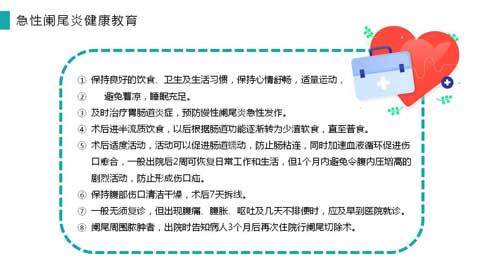 急性阑尾炎健康教育
① 保持良好的饮食、卫生及生活习惯，保持心情舒畅，适量运动，
② 避免着凉，睡眠充足。
③ 及时治疗胃肠道炎症，预防慢性阑尾炎急性发作。
④ 术后进半流质饮食，以后根据肠道功能逐渐转为少渣软食，直至普食。
⑤ 术后适度活动，活动可以促进肠道蠕动，防止肠粘连，同时加速血液循环促进伤
口愈合，一般出院后2周可恢复日常工作和生活，但1个月内避免令腹内压增高的
剧烈活动，防止形成伤口疝。
⑥ 保持腹部伤口清洁干燥，术后7天拆线。
⑦ 一般无须复诊，但出现腹痛、腹胀、呕吐及几天不排便时，应及早到医院就诊。
⑧ 阑尾周围脓肿者，出院时告知病人3个月后再次住院行阑尾切除术。